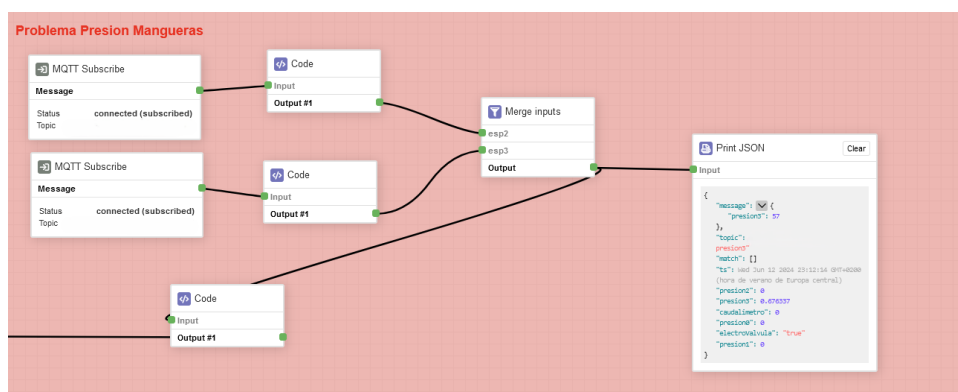 Problema Presion Mangueras
MQTT Subscribe
Message
Status connected (subscribed)
Topic
Code
Input
Output #1
MQTT Subscribe
Message
Status connected (subscribed)
Topic
Code
Input
Output #1
Merge inputs
esp2
esp3
Output
Code
Input
Output #1
Print JSON
Clear
Input
{
"message": {
"presion3": 57
},
"topic":
presion3"
"match": []
"ts": Wed Jun 12 2024 23:12:14 GMT+0200
(hora de verano de Europa central)
"presion2": 0
"presion3": 0.676337
"caudalimetro": 0
"presion0": 0
"electroValvula": "true"
"presion1": 0
}